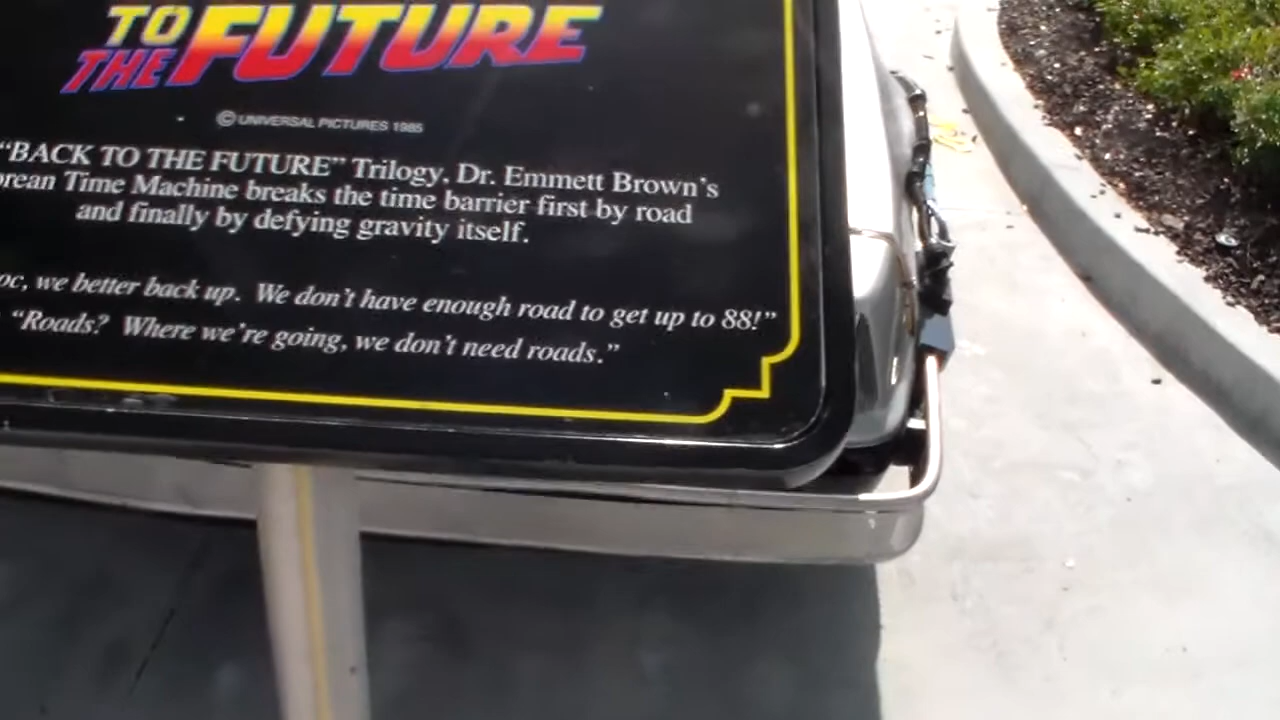 TO
THE FUTURE
© UNIVERSAL PICTURES 1985
“BACK TO THE FUTURE” Trilogy, Dr. Emmett Brown’s
orean Time Machine breaks the time barrier first by road
and finally by defying gravity itself.
oc, we better back up. We don’t have enough road to get up to 88!”
“Roads? Where we’re going, we don’t need roads.”